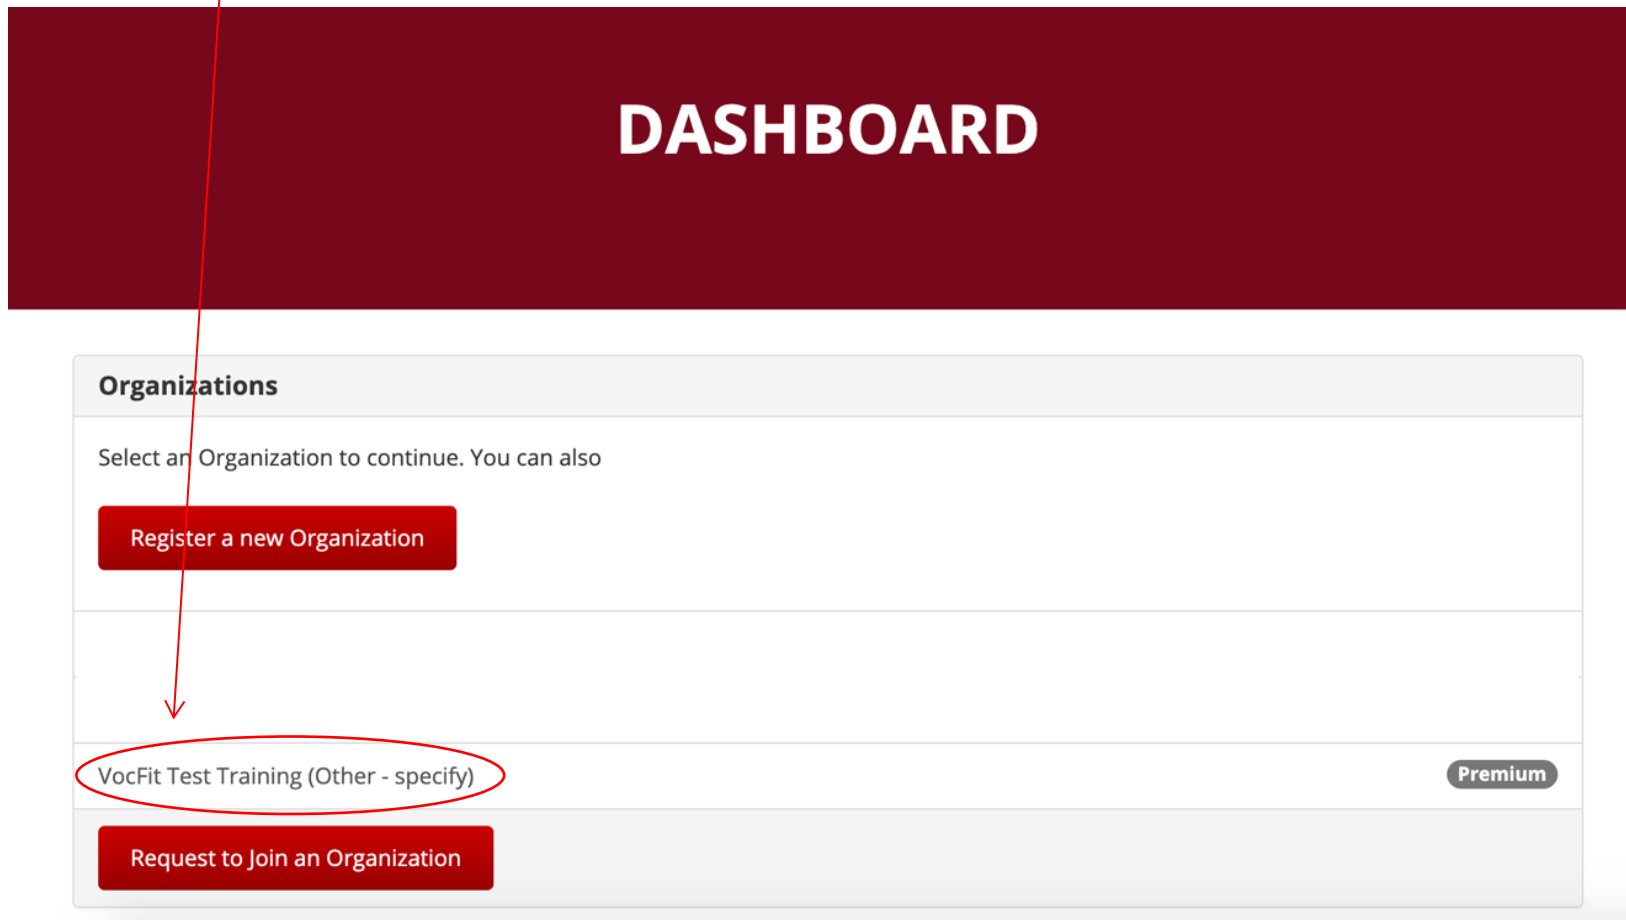 DASHBOARD
Organizations
Select an Organization to continue. You can also
Register a new Organization
VocFit Test Training (Other - specify)
Premium
Request to Join an Organization